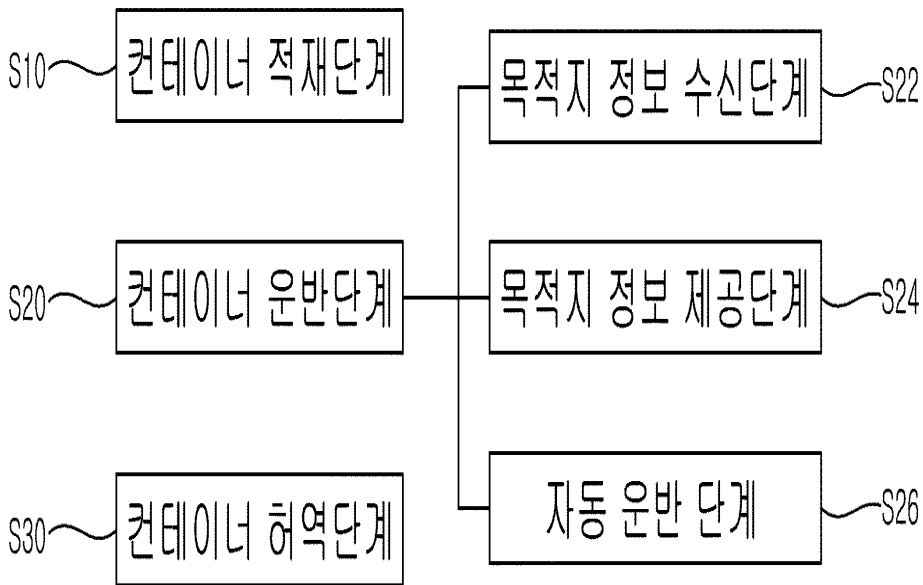 S10
컨테이너 적재단계
S20
컨테이너 운반단계
S30
컨테이너 허역단계
목적지 정보 수신단계
S22
목적지 정보 제공단계
S24
자동 운반 단계
S26